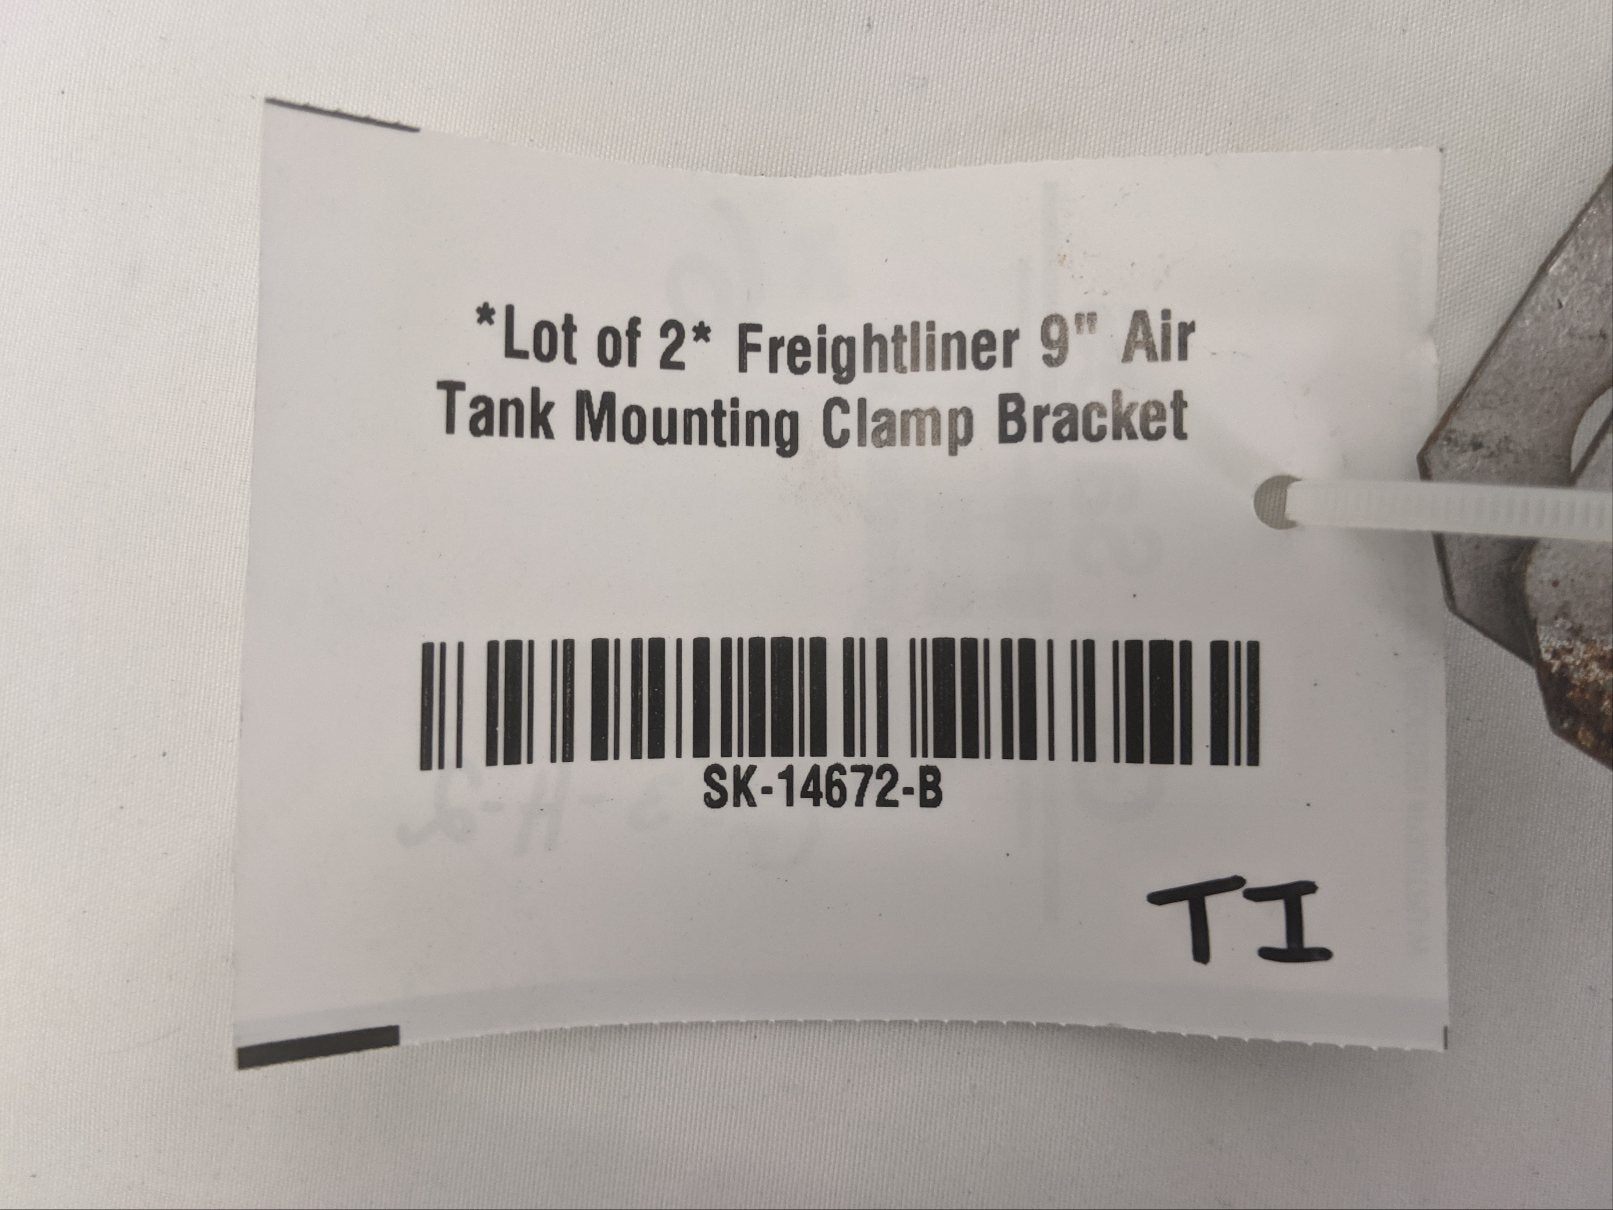 *Lot of 2* Freightliner 9" Air
Tank Mounting Clamp Bracket
SK-14672-B
TI